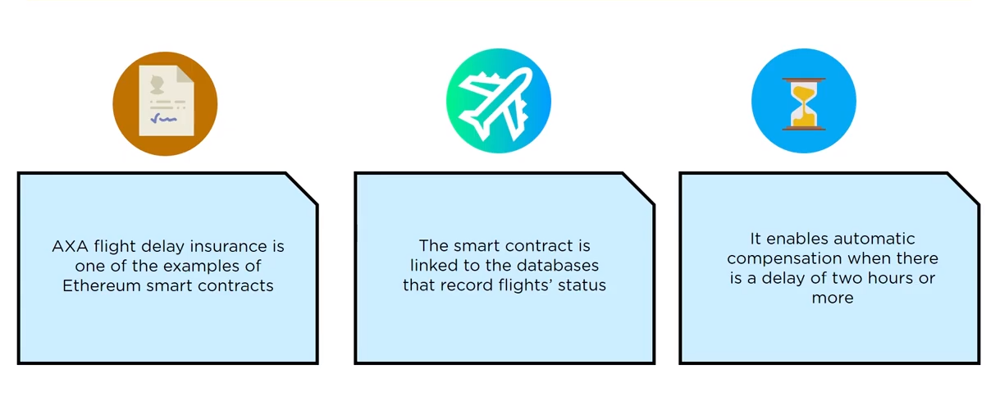 AXA flight delay insurance is
one of the examples of
Ethereum smart contracts
The smart contract is
linked to the databases
that record flights’ status
It enables automatic
compensation when there
is a delay of two hours or
more